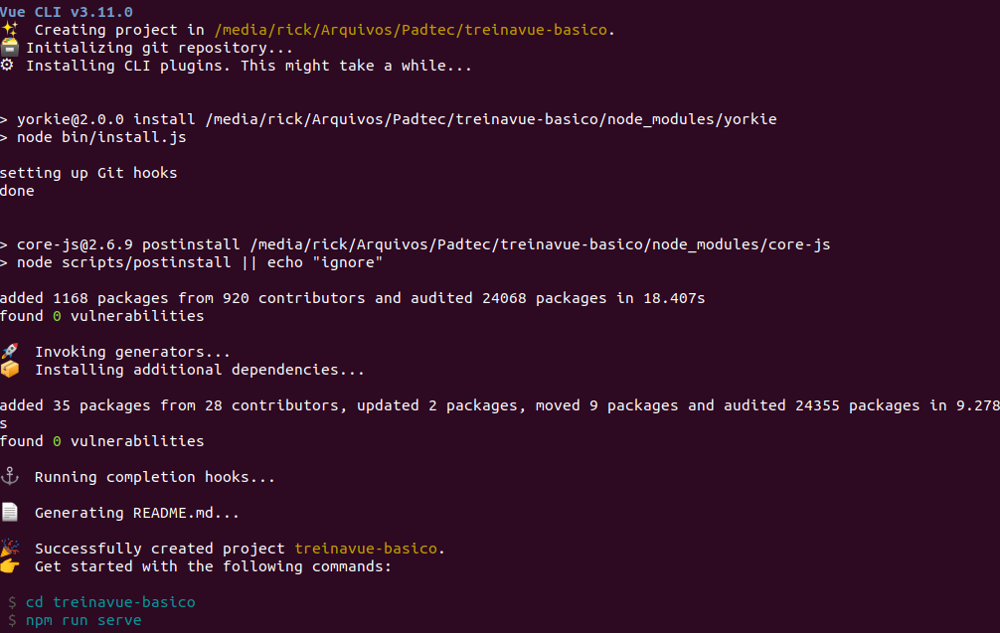 Vue CLI v3.11.0
✨  Creating project in /media/rick/Arquivos/Padtec/treinavue-basico.
🗃 Initializing git repository...
⚙ Installing CLI plugins. This might take a while...
> yorkie@2.0.0 install /media/rick/Arquivos/Padtec/treinavue-basico/node_modules/yorkie
> node bin/install.js
setting up Git hooks
done
> core-js@2.6.9 postinstall /media/rick/Arquivos/Padtec/treinavue-basico/node_modules/core-js
> node scripts/postinstall || echo "ignore"
added 1168 packages from 920 contributors and audited 24068 packages in 18.407s
found 0 vulnerabilities
🚀  Invoking generators...
📦  Installing additional dependencies...
added 35 packages from 28 contributors, updated 2 packages, moved 9 packages and audited 24355 packages in 9.278
s
found 0 vulnerabilities
⚓  Running completion hooks...
📄  Generating README.md...
🎉  Successfully created project treinavue-basico.
👉  Get started with the following commands:
$ cd treinavue-basico
$ npm run serve